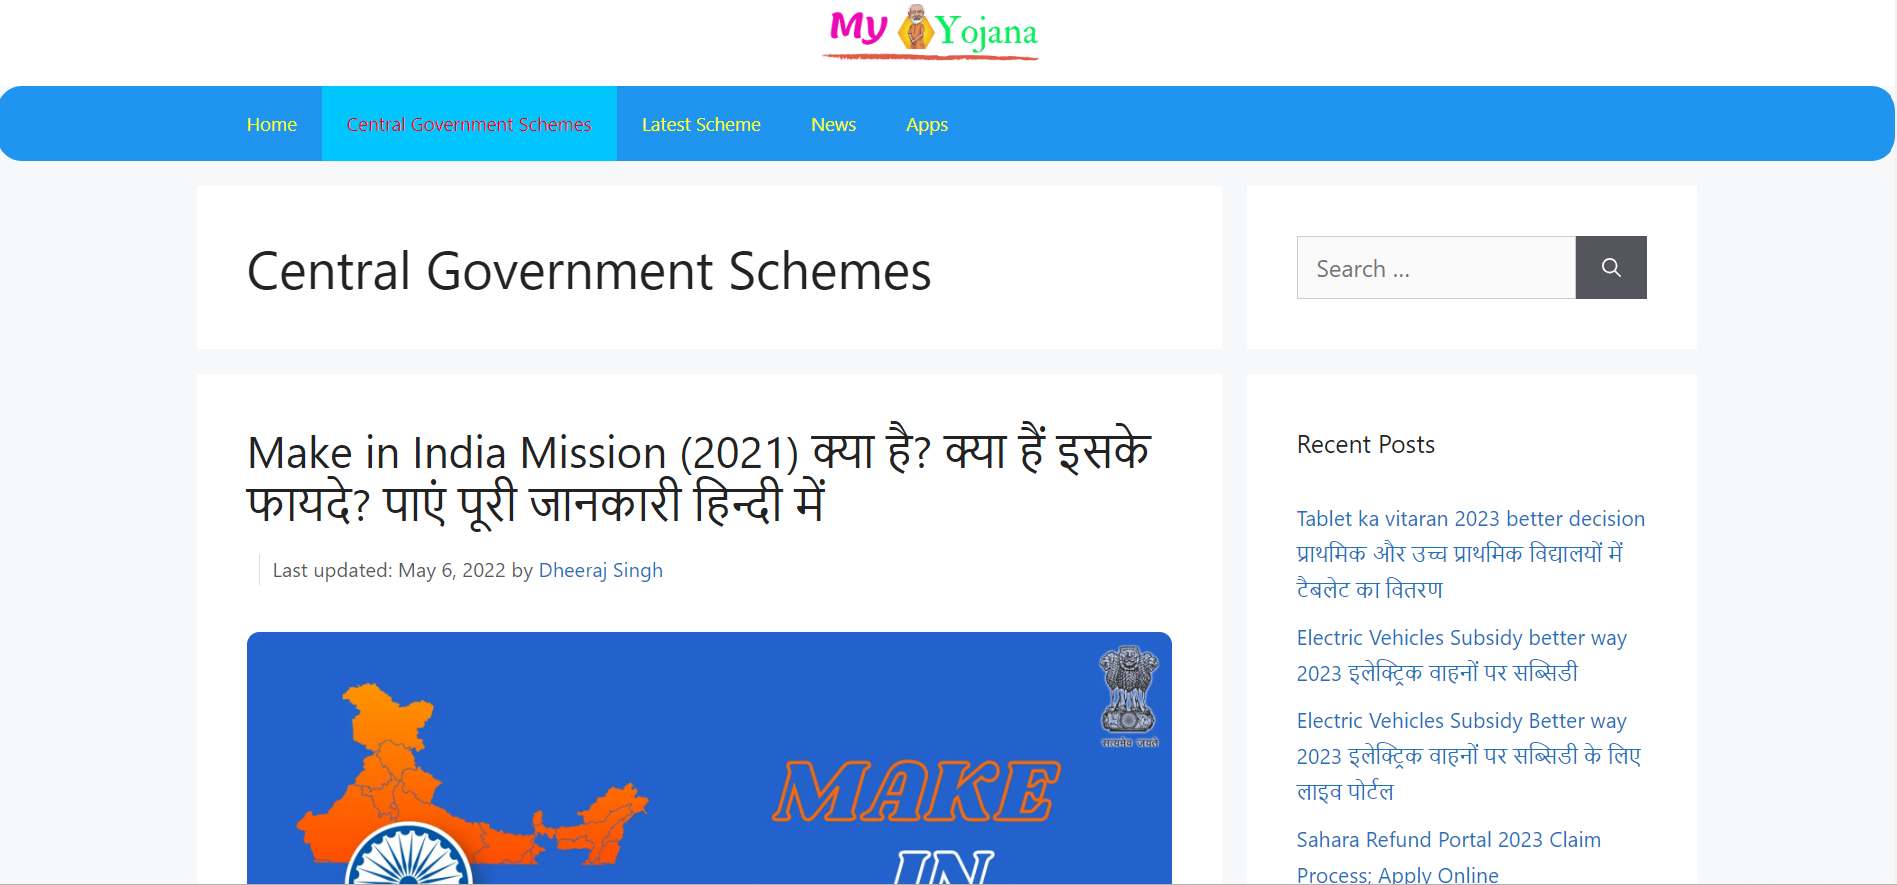 My Yojana
Home Central Government Schemes Latest Scheme News Apps
Central Government Schemes
Search ...
Make in India Mission (2021) क्या है? क्या हैं इसके
फायदे? पाएं पूरी जानकारी हिन्दी में
Last updated: May 6, 2022 by Dheeraj Singh
सत्यमेव जयते
MAKE
IN
Recent Posts
Tablet ka vitaran 2023 better decision
प्राथमिक और उच्च प्राथमिक विद्यालयों में
टैबलेट का वितरण
Electric Vehicles Subsidy better way
2023 इलेक्ट्रिक वाहनों पर सब्सिडी
Electric Vehicles Subsidy Better way
2023 इलेक्ट्रिक वाहनों पर सब्सिडी के लिए
लाइव पोर्टल
Sahara Refund Portal 2023 Claim
Process; Apply Online